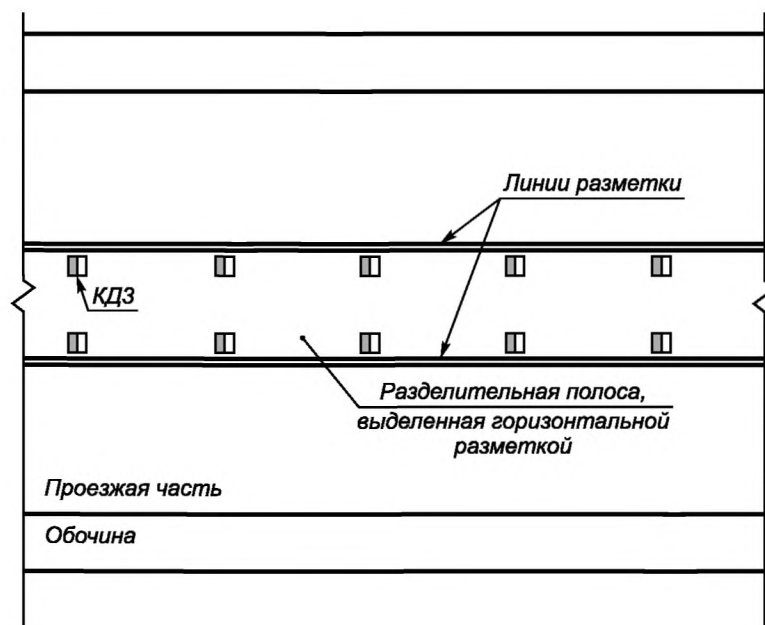 Линии разметки
КДЗ
Разделительная полоса,
выделенная горизонтальной
разметкой
Проезжая часть
Обочина